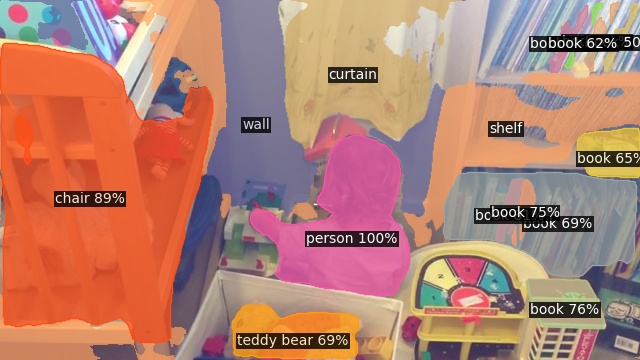 bobook 62% 50
curtain
wall
shelf
book 65%
chair 89%
book 75%
book 69%
person 100%
book 76%
teddy bear 69%